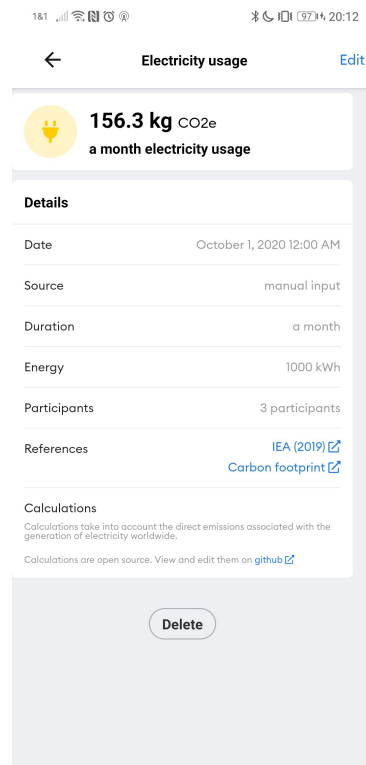 1&1 97 20:12
Electricity usage Edit
156.3 kg CO2e
a month electricity usage
Details
Date October 1, 2020 12:00 AM
Source manual input
Duration a month
Energy 1000 kWh
Participants 3 participants
References IEA (2019)
Carbon footprint
Calculations
Calculations take into account the direct emissions associated with the
generation of electricity worldwide.
Calculations are open source. View and edit them on github
Delete